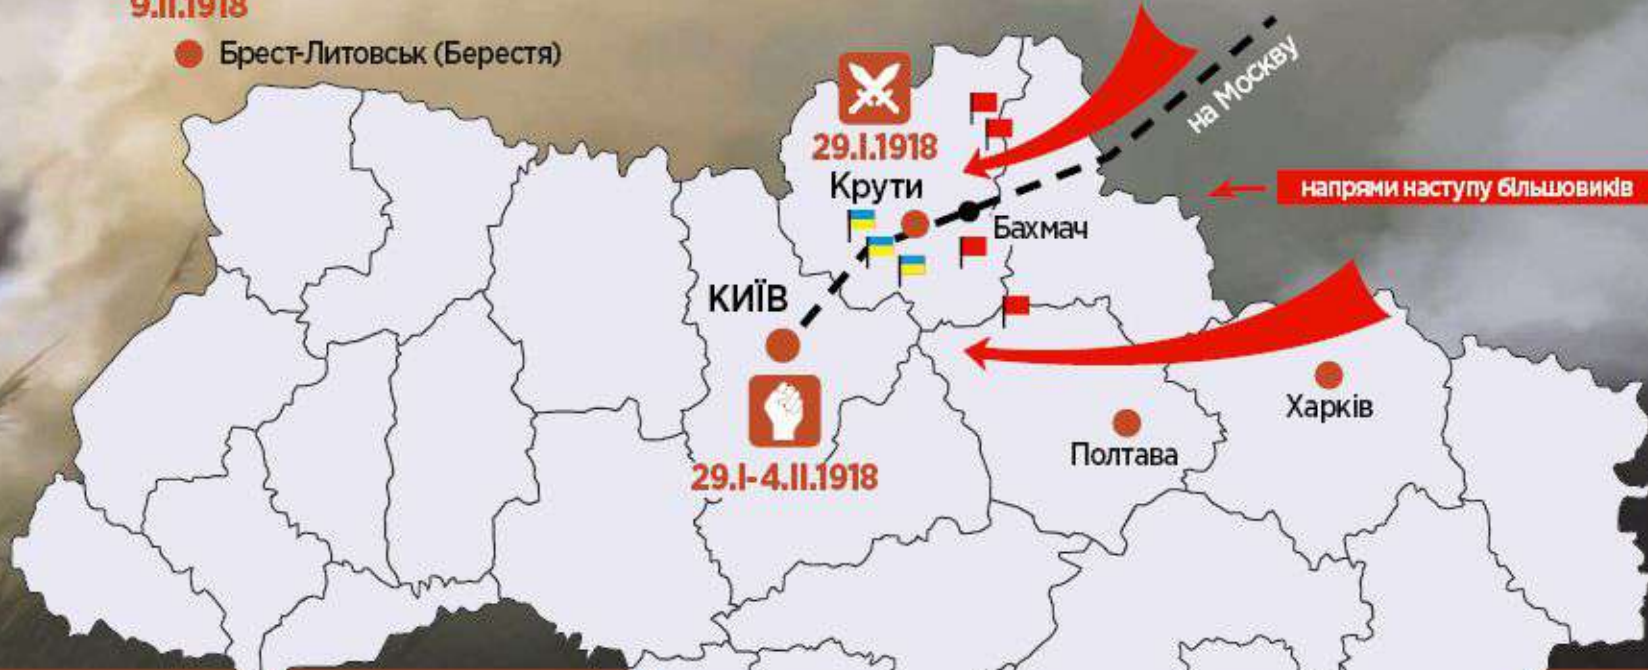 9.II.1918
Брест-Литовськ (Берестя)
на Москву
29.I.1918
Крути
напрями наступу більшовиків
Бахмач
КИЇВ
Харків
Полтава
29.I-4.II.1918